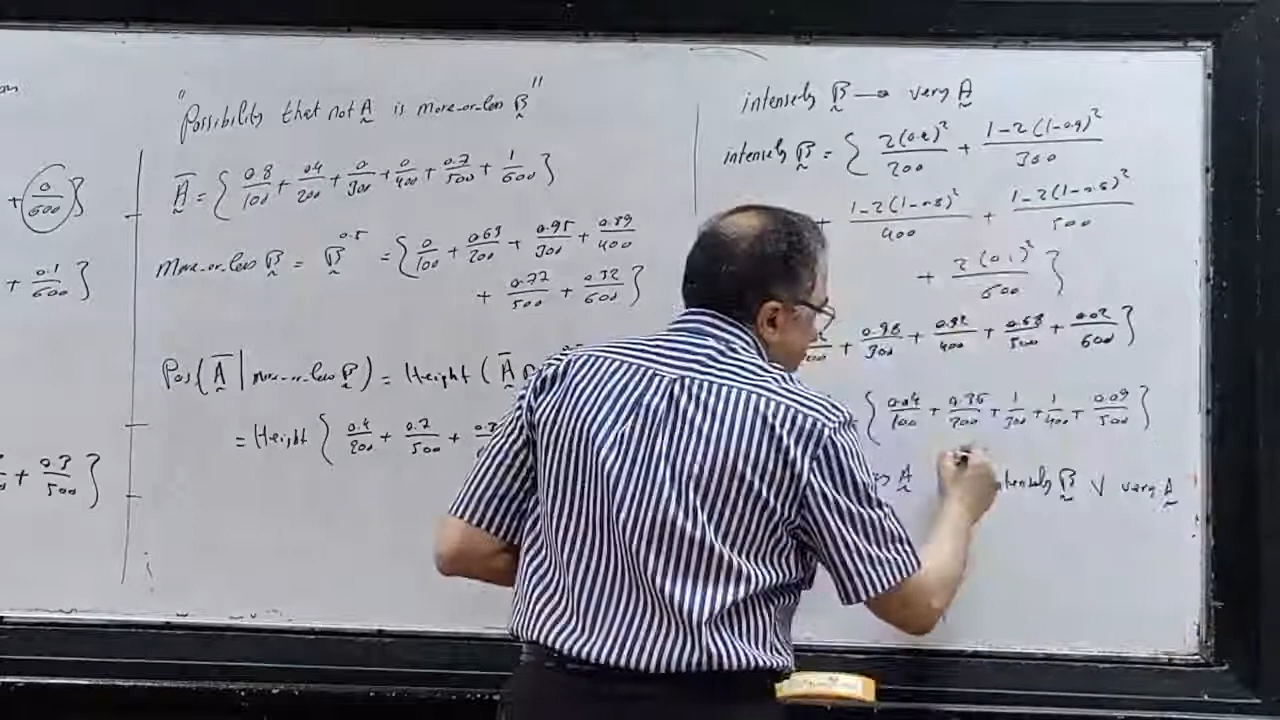 + 0/600 }
+ 0.1/600 }
+ 0.3/500 }
"Possibility that not A is more-or-less B"
A̅ = { 0.8/100 + 0.4/200 + 0/300 + 0/400 + 0.7/500 + 1/600 }
More-or-less B = B^0.5 = { 0/100 + 0.63/200 + 0.95/300 + 0.89/400
+ 0.77/500 + 0.32/600 }
Pos( A̅ | more-or-less B ) = Height ( A̅
= Height { 0.4/200 + 0.7/500 +
intensely B → very A
intensely B = { 2(0.4)²/200 + 1-2(1-0.9)²/300
+ 1-2(1-0.8)²/400 + 1-2(1-0.6)²/500
+ 2(0.1)²/600 }
+ 0.98/300 + 0.92/400 + 0.68/500 + 0.02/600 }
{ 0.04/100 + 0.36/200 + 1/300 + 1/400 + 0.09/500 }
A intensely B ∨ very A